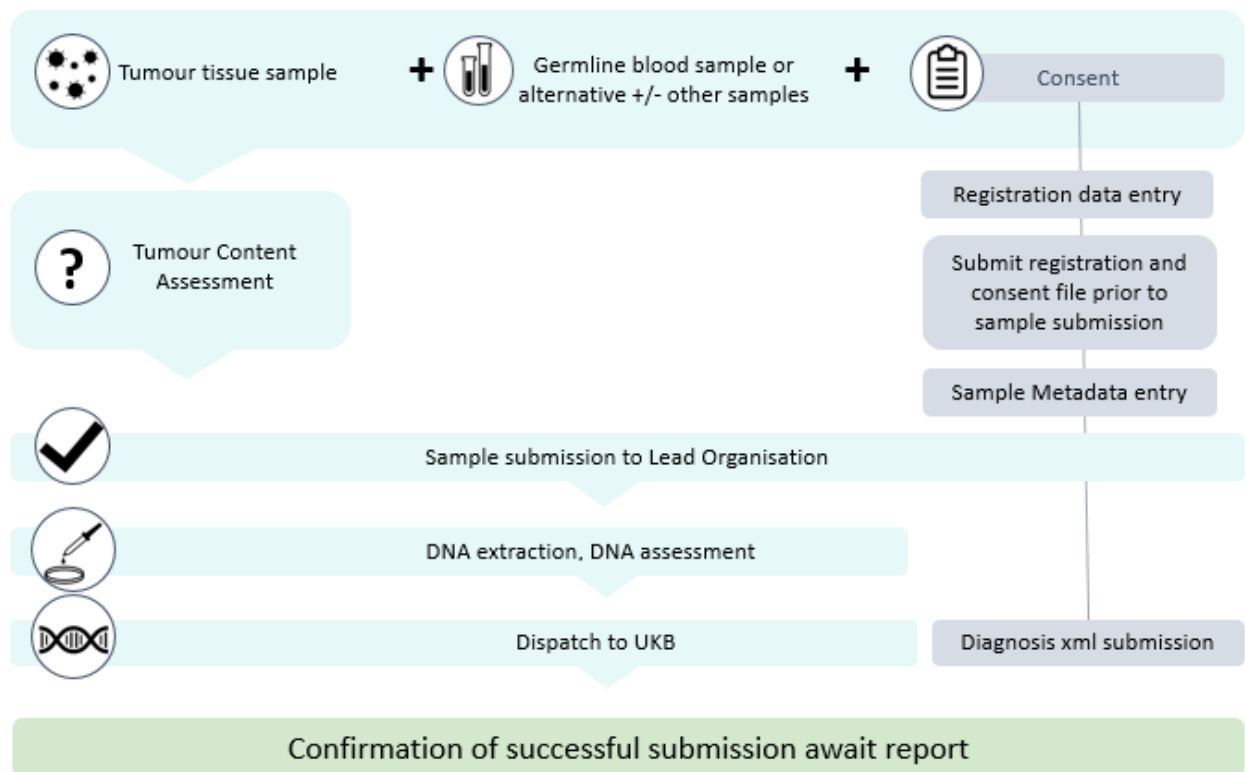 Tumour tissue sample
+
Germline blood sample or
alternative +/- other samples
+
Consent
Registration data entry
Tumour Content
Assessment
?
Submit registration and
consent file prior to
sample submission
Sample Metadata entry
Sample submission to Lead Organisation
DNA extraction, DNA assessment
Dispatch to UKB
Diagnosis xml submission
Confirmation of successful submission await report